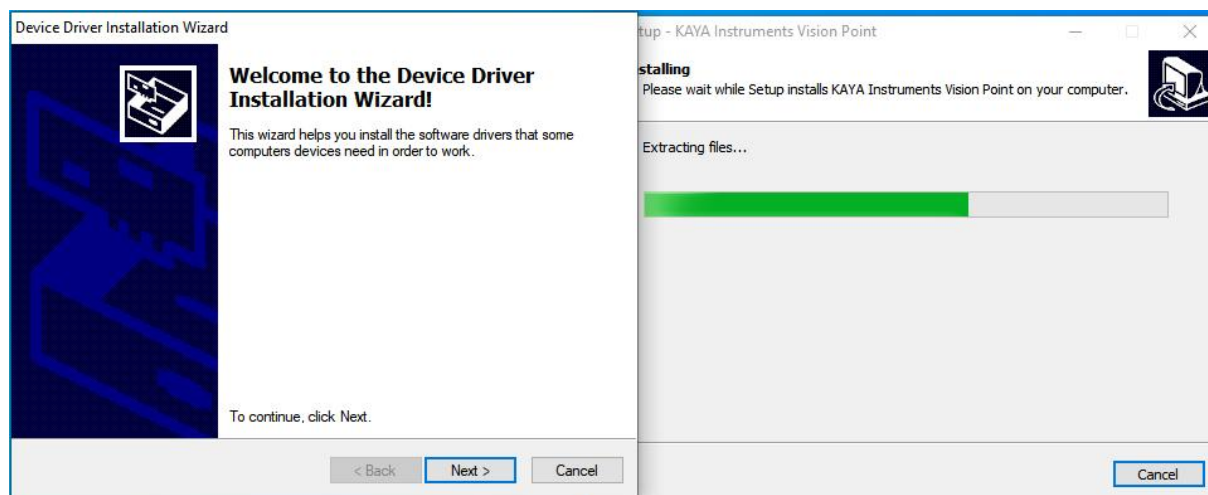 Device Driver Installation Wizard
Welcome to the Device Driver
Installation Wizard!
This wizard helps you install the software drivers that some
computers devices need in order to work.
To continue, click Next.
< Back
Next >
Cancel
tup - KAYA Instruments Vision Point
stalling
Please wait while Setup installs KAYA Instruments Vision Point on your computer.
Extracting files...
Cancel